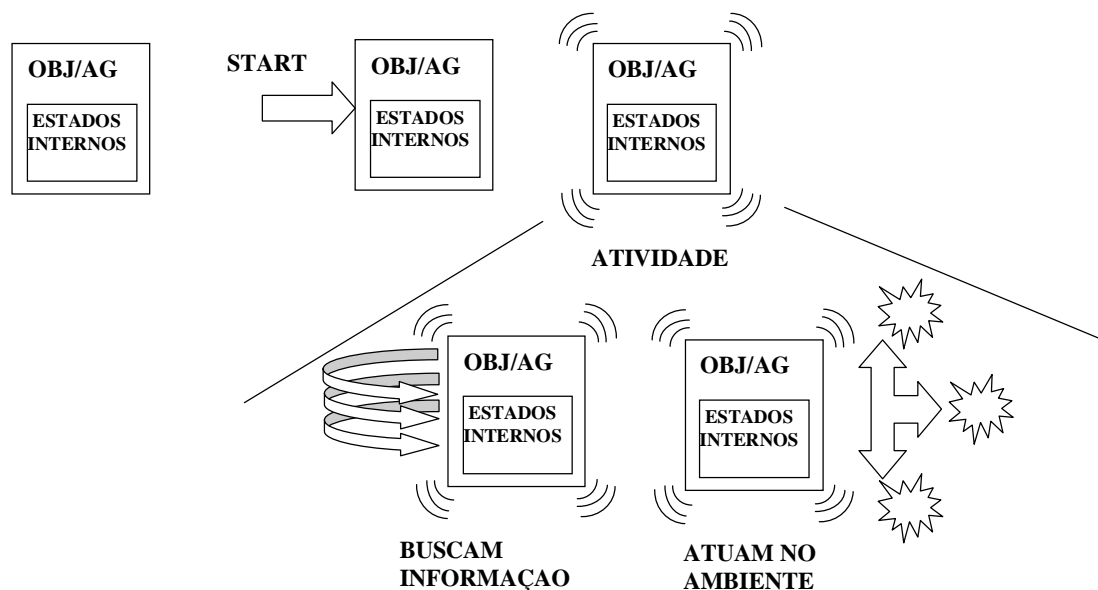 OBJ/AG
ESTADOS
INTERNOS
START
OBJ/AG
ESTADOS
INTERNOS
OBJ/AG
ESTADOS
INTERNOS
ATIVIDADE
OBJ/AG
ESTADOS
INTERNOS
OBJ/AG
ESTADOS
INTERNOS
BUSCAM
INFORMAÇAO
ATUAM NO
AMBIENTE